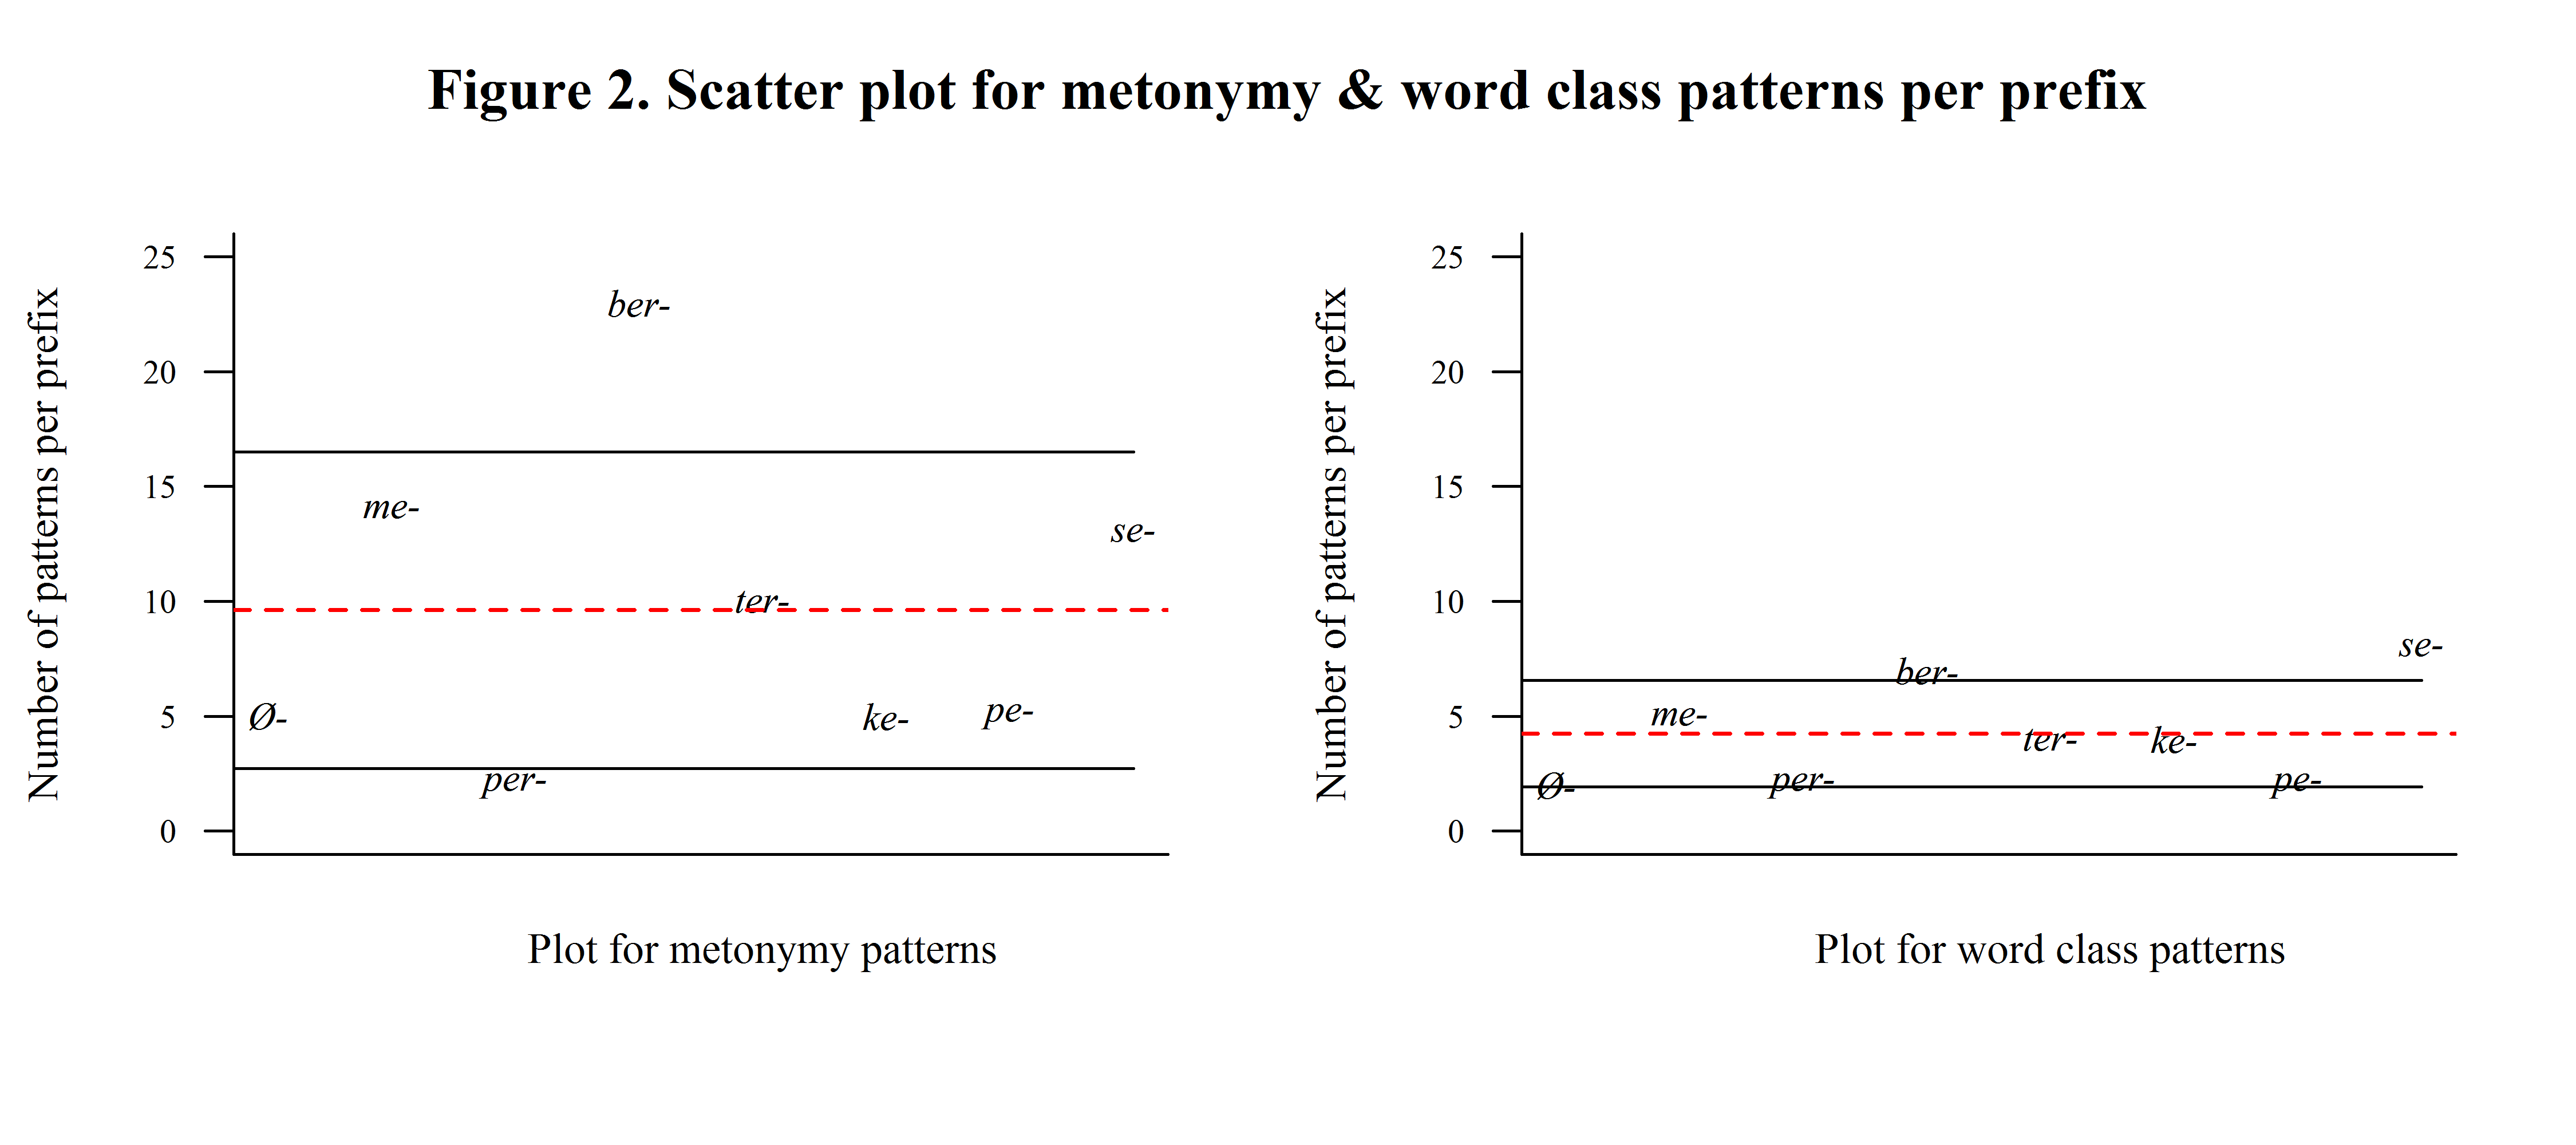 Figure 2. Scatter plot for metonymy & word class patterns per prefix
Number of patterns per prefix
25
20
15
10
5
0
ber-
me-
se-
ter-
Ø-
ke-
pe-
per-
Plot for metonymy patterns
Number of patterns per prefix
25
20
15
10
5
0
se-
ber-
me-
ter-
ke-
Ø-
per-
pe-
Plot for word class patterns